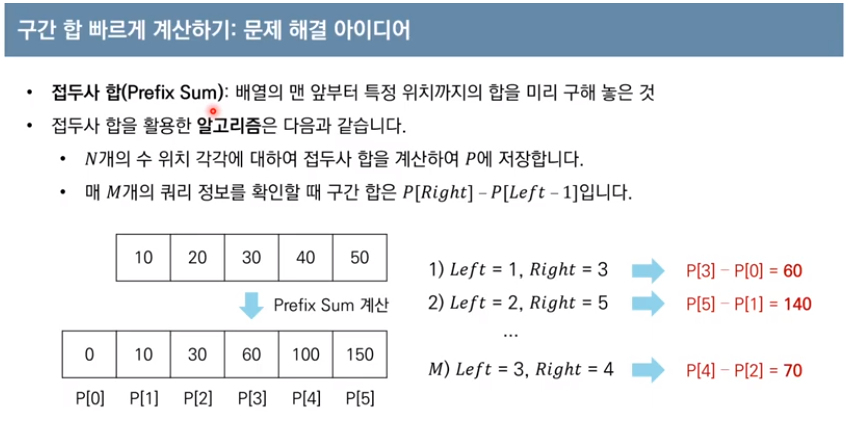 구간 합 빠르게 계산하기: 문제 해결 아이디어
• 접두사 합(Prefix Sum): 배열의 맨 앞부터 특정 위치까지의 합을 미리 구해 놓은 것
• 접두사 합을 활용한 알고리즘은 다음과 같습니다.
• N개의 수 위치 각각에 대하여 접두사 합을 계산하여 P에 저장합니다.
• 매 M개의 쿼리 정보를 확인할 때 구간 합은 P[Right] – P[Left – 1]입니다.
10 20 30 40 50
Prefix Sum 계산
0 10 30 60 100 150
P[0] P[1] P[2] P[3] P[4] P[5]
1) Left = 1, Right = 3 P[3] – P[0] = 60
2) Left = 2, Right = 5 P[5] – P[1] = 140
...
M) Left = 3, Right = 4 P[4] – P[2] = 70